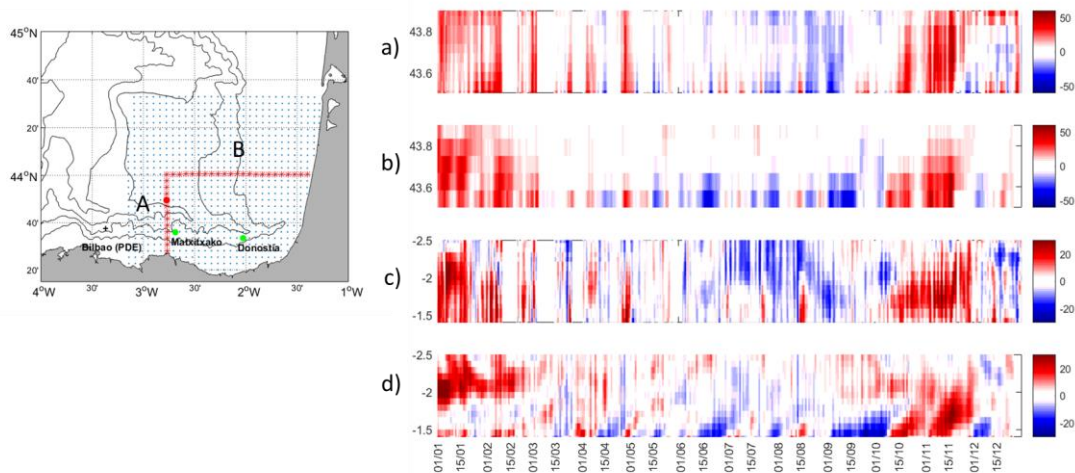 45°N
40'
20'
B
44°N
A
40'
Bilbao (PDE)
Matxitxako
Donostia
20'
4°W 30' 3°W 30' 2°W 30' 1°W
a)
43.8
43.6
50
0
-50
b)
43.8
43.6
50
0
-50
c)
-2.5
-2
-1.5
20
0
-20
d)
-2.5
-2
-1.5
20
0
-20
01/01 15/01 01/02 15/02 01/03 15/03 01/04 15/04 01/05 15/05 01/06 15/06 01/07 15/07 01/08 15/08 01/09 15/09 01/10 15/10 01/11 15/11 01/12 15/12